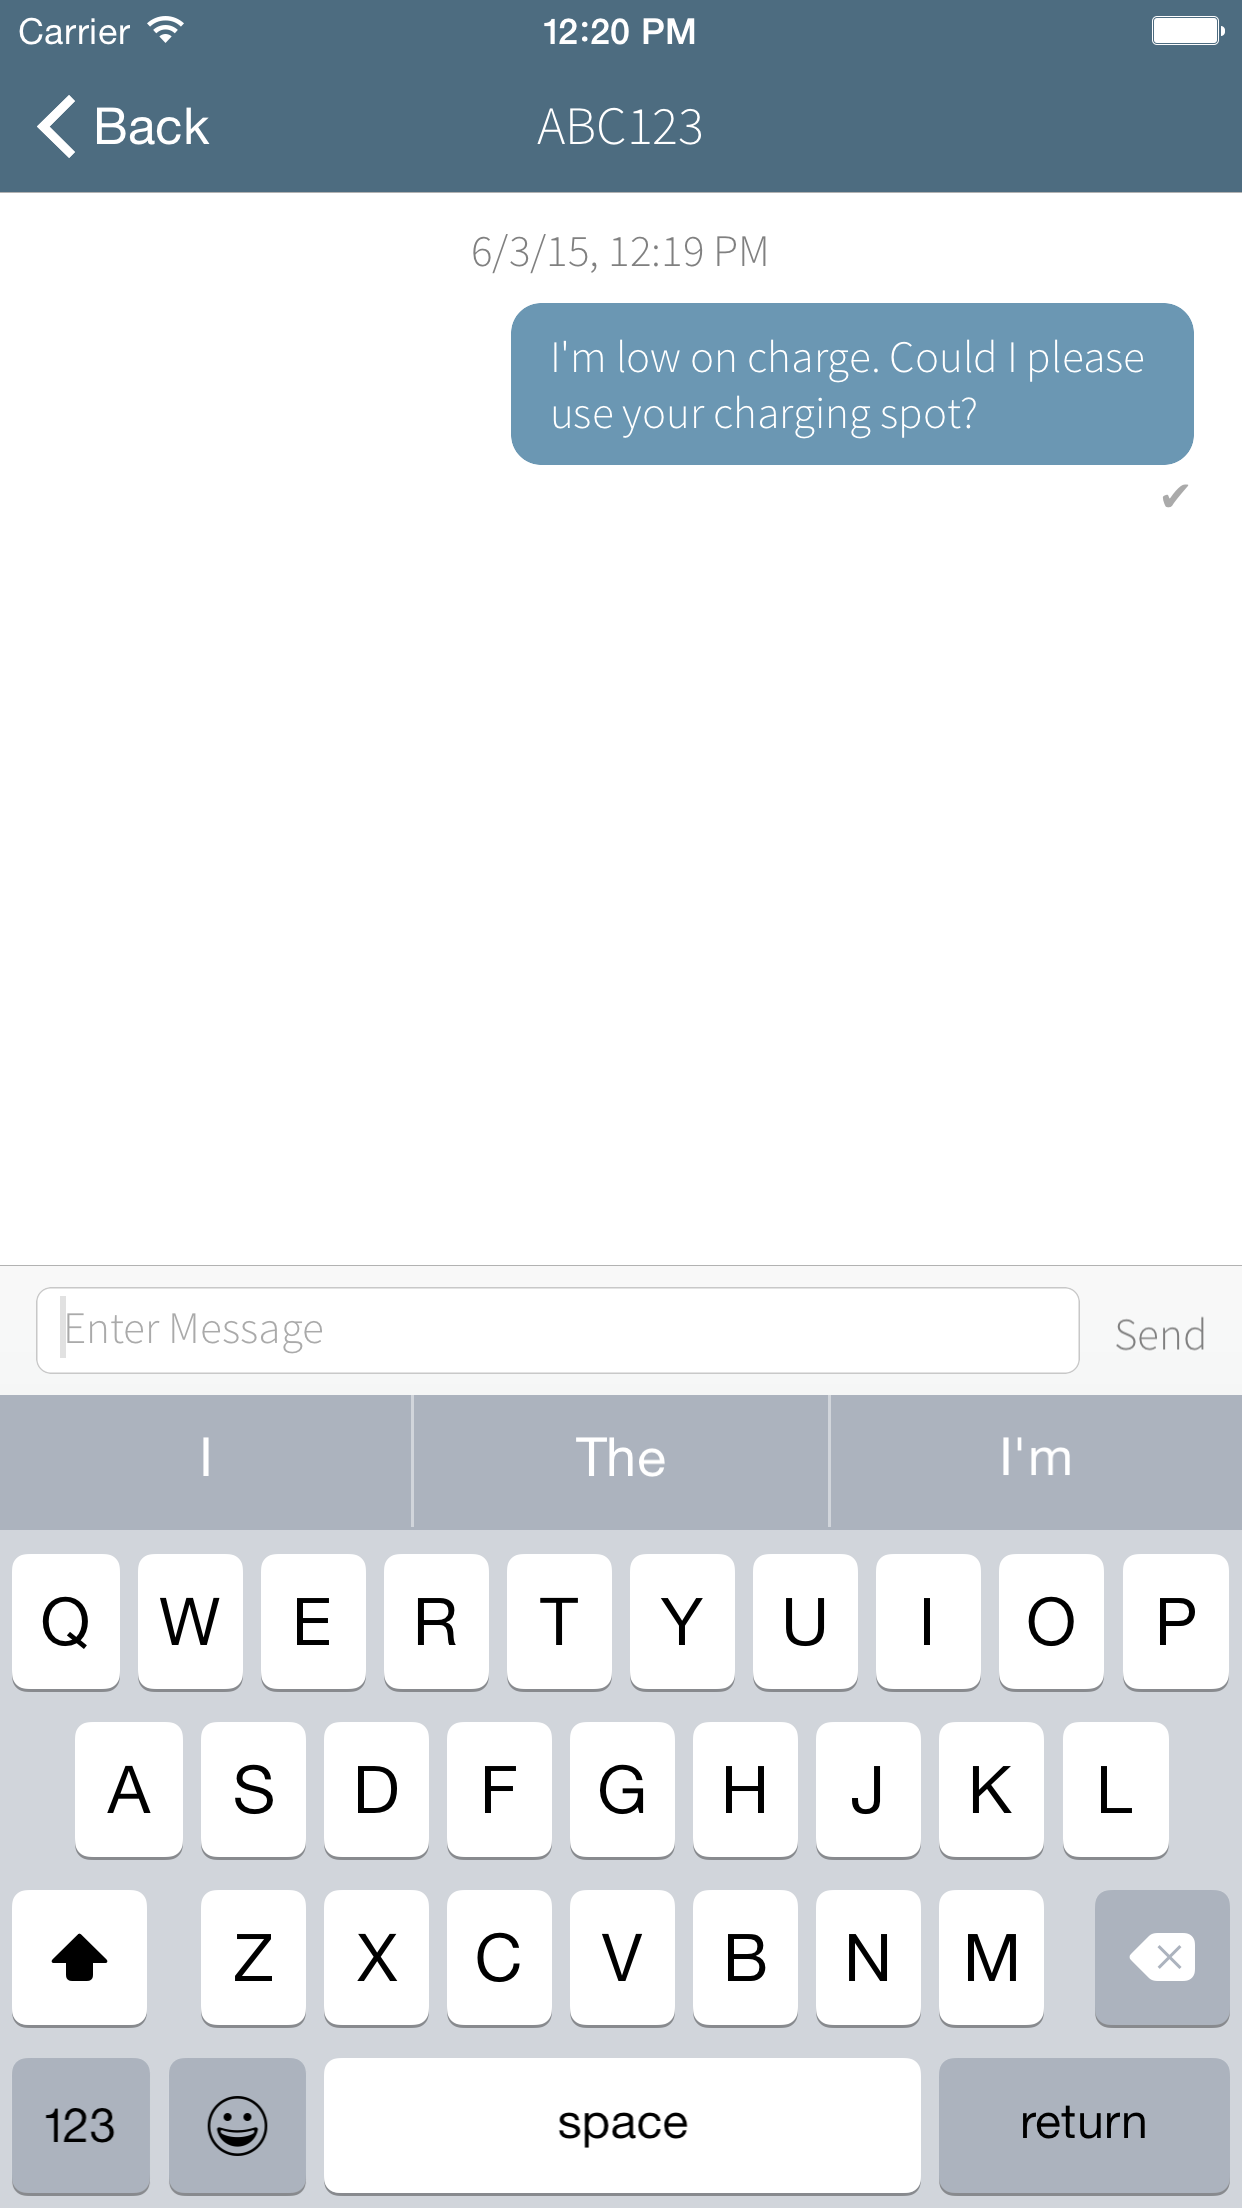 Carrier 12:20 PM
Back ABC123
6/3/15, 12:19 PM
I'm low on charge. Could I please
use your charging spot?
✔
Enter Message Send
I The I'm
Q W E R T Y U I O P
A S D F G H J K L
Z X C V B N M
123 space return